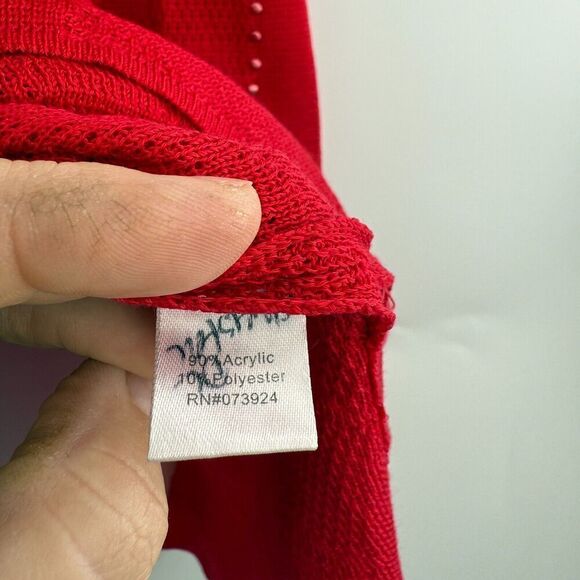 90% Acrylic
10% Polyester
RN#073924